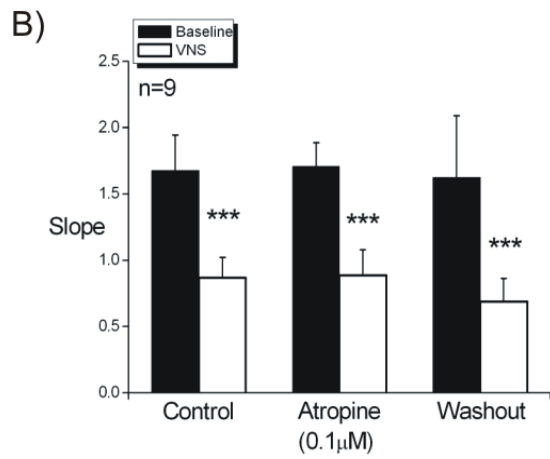 B)
Baseline
VNS
n=9
2.5
2.0
***
***
1.5
***
Slope
1.0
0.5
0.0
Control Atropine Washout
(0.1μM)